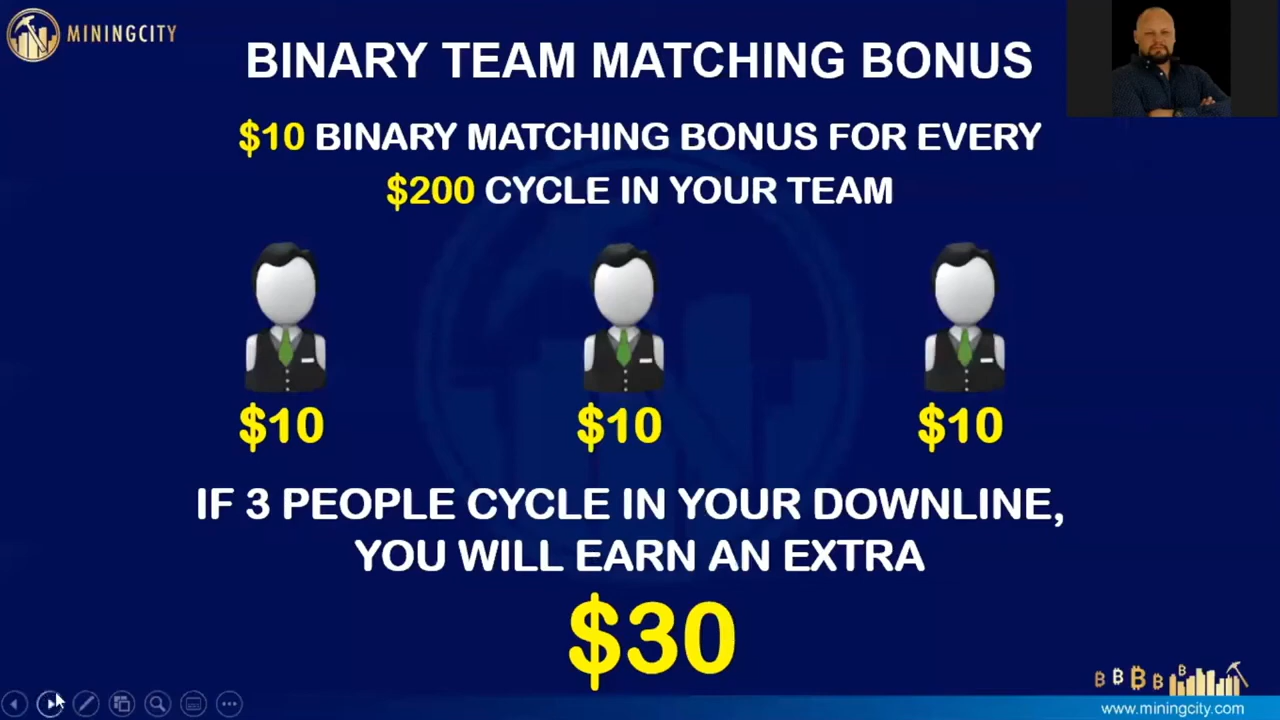 MININGCITY
BINARY TEAM MATCHING BONUS
$10 BINARY MATCHING BONUS FOR EVERY
$200 CYCLE IN YOUR TEAM
$10 $10 $10
IF 3 PEOPLE CYCLE IN YOUR DOWNLINE,
YOU WILL EARN AN EXTRA
$30
www.miningcity.com